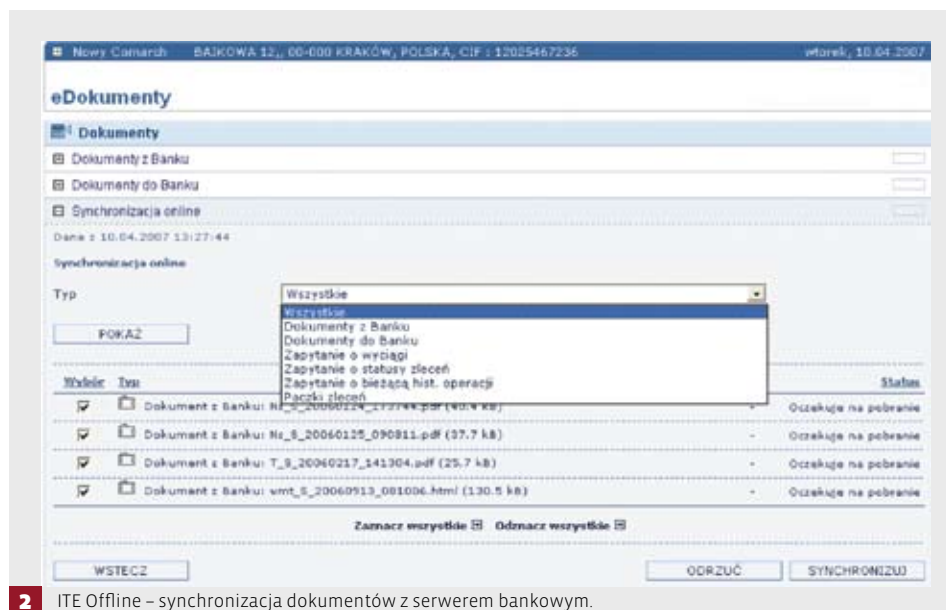 Nowy Comarch BAJKOWA 12,, 00-000 KRAKÓW, POLSKA, CIF : 12025467236 wtorek, 10.04.2007
eDokumenty
Dokumenty
Dokumenty z Banku
Dokumenty do Banku
Synchronizacja online
Dane z 10.04.2007 13:27:44
Synchronizacja online
Typ Wszystkie
Wszystkie
Dokumenty z Banku
POKAŻ Dokumenty do Banku
Zapytanie o wyciągi
Zapytanie o statusy zleceń
Zapytanie o bieżącą hist. operacji
Paczki zleceń
Wybór Typ Status
Dokument z Banku: - Oczekuje na pobranie
Dokument z Banku: Nz_S_20060125_090811.pdf (37.7 kB) - Oczekuje na pobranie
Dokument z Banku: T_S_20060217_141304.pdf (25.7 kB) - Oczekuje na pobranie
Dokument z Banku: wmt_S_20060913_081006.html (130.5 kB) - Oczekuje na pobranie
Zaznacz wszystkie Odznacz wszystkie
WSTECZ ODRZUĆ SYNCHRONIZUJ
2 ITE Offline – synchronizacja dokumentów z serwerem bankowym.